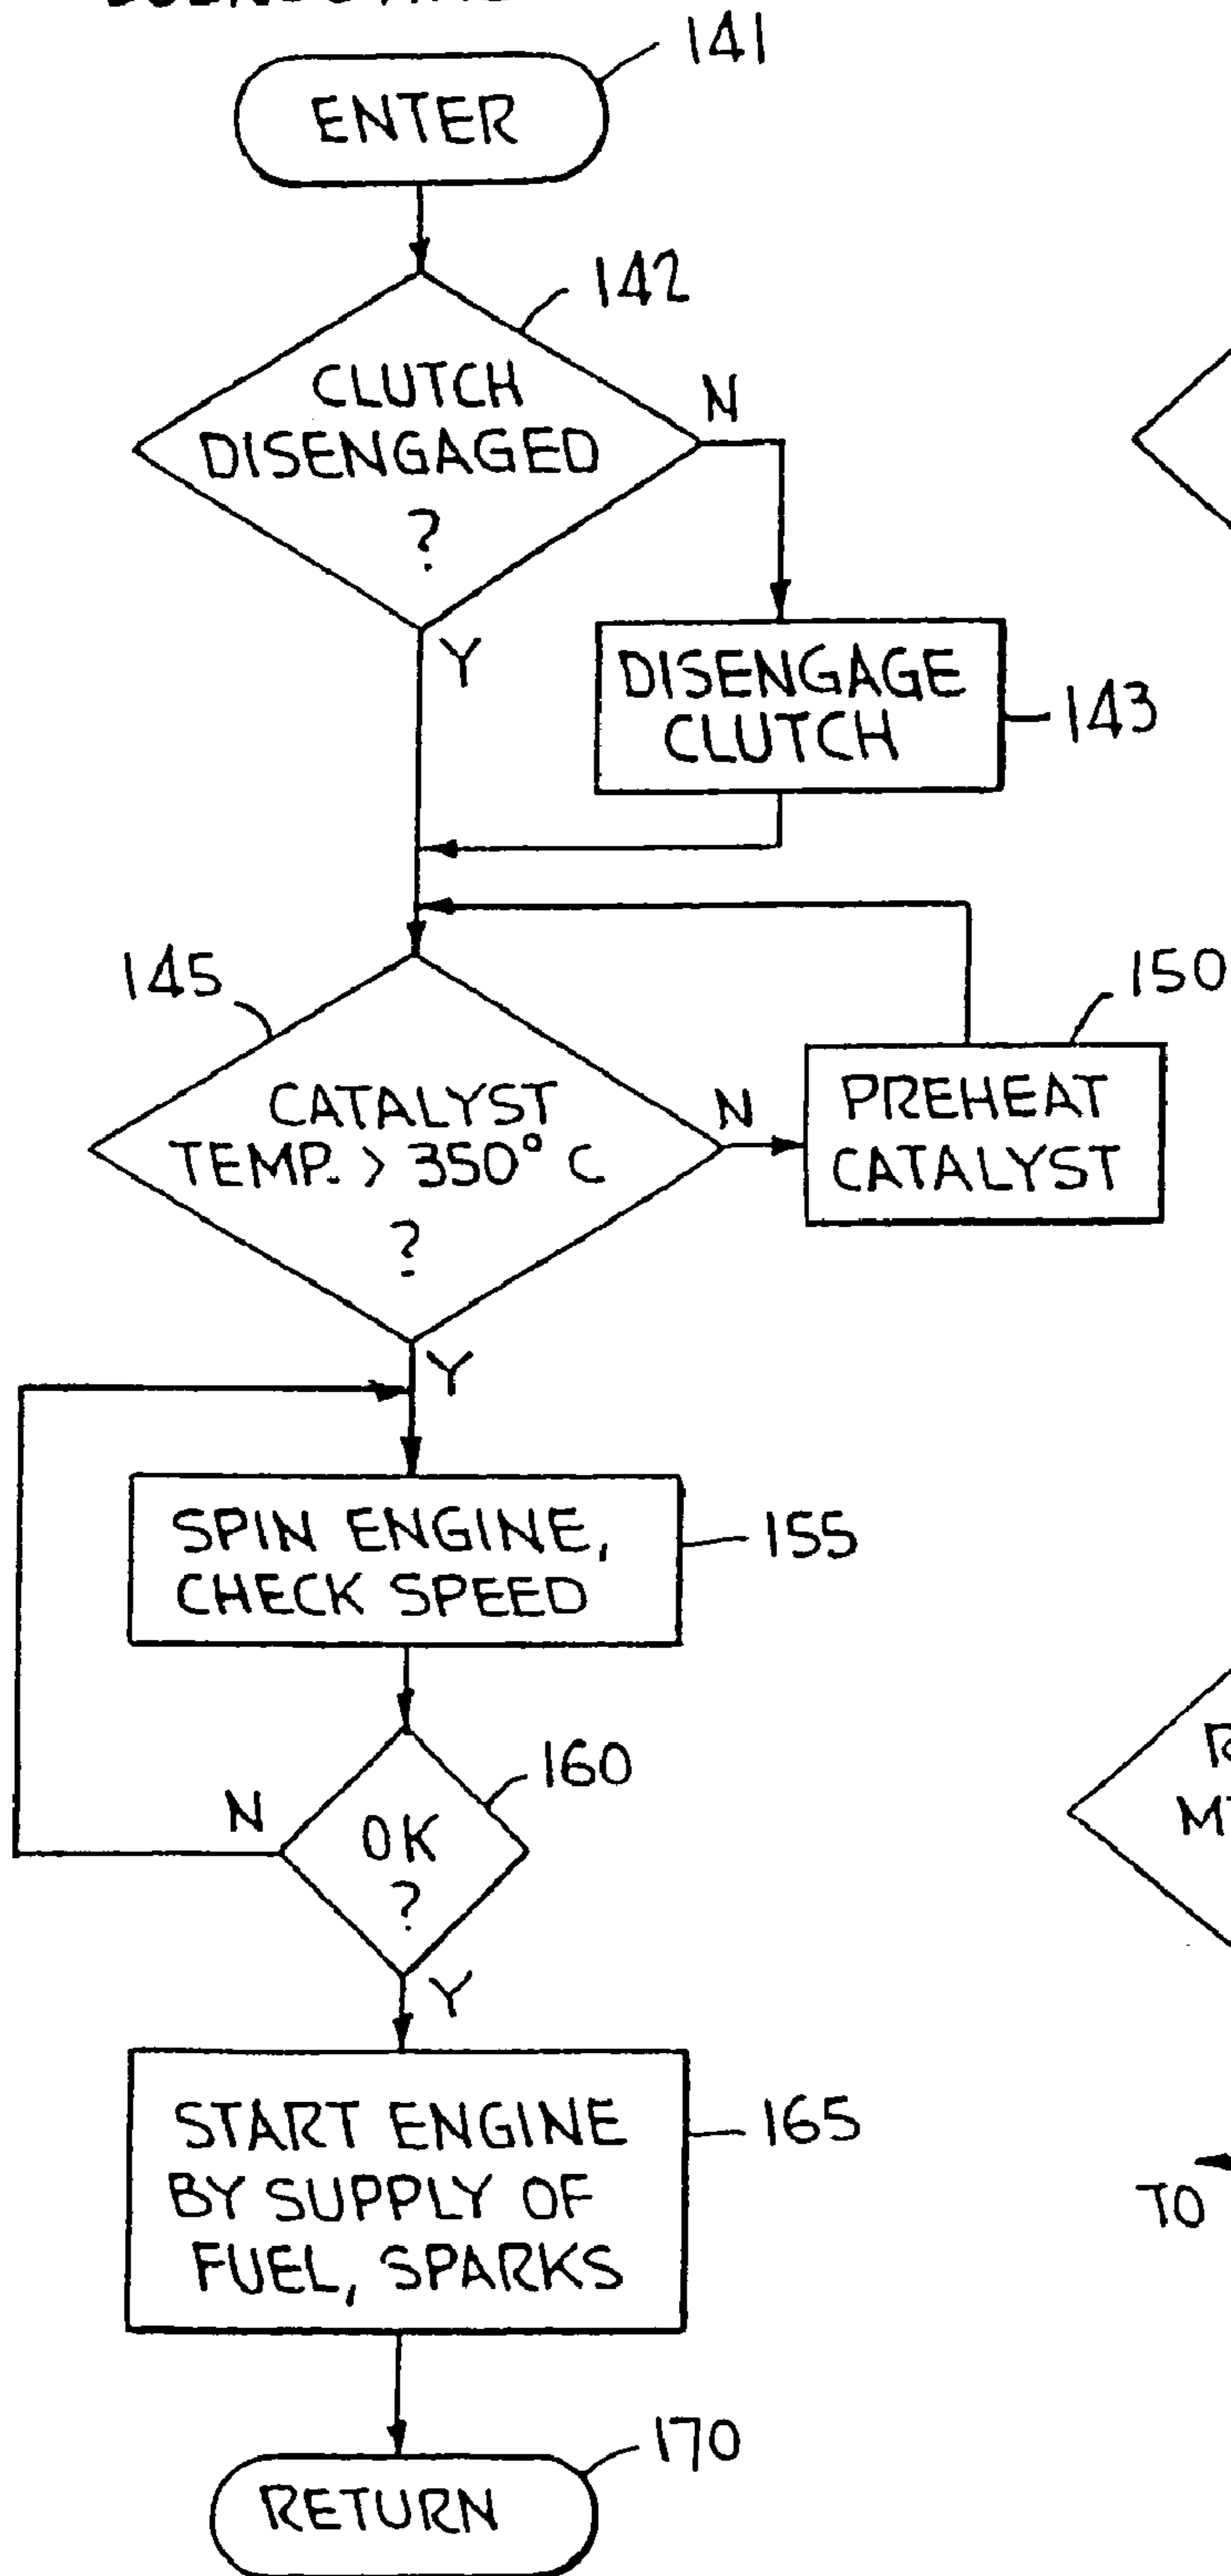 141
ENTER
142
CLUTCH
DISENGAGED
?
N
Y
DISENGAGE
CLUTCH
143
145
150
CATALYST
TEMP. > 350° C
?
N
PREHEAT
CATALYST
Y
SPIN ENGINE,
CHECK SPEED
155
160
N
OK
?
Y
START ENGINE
BY SUPPLY OF
FUEL, SPARKS
165
TO
170
RETURN